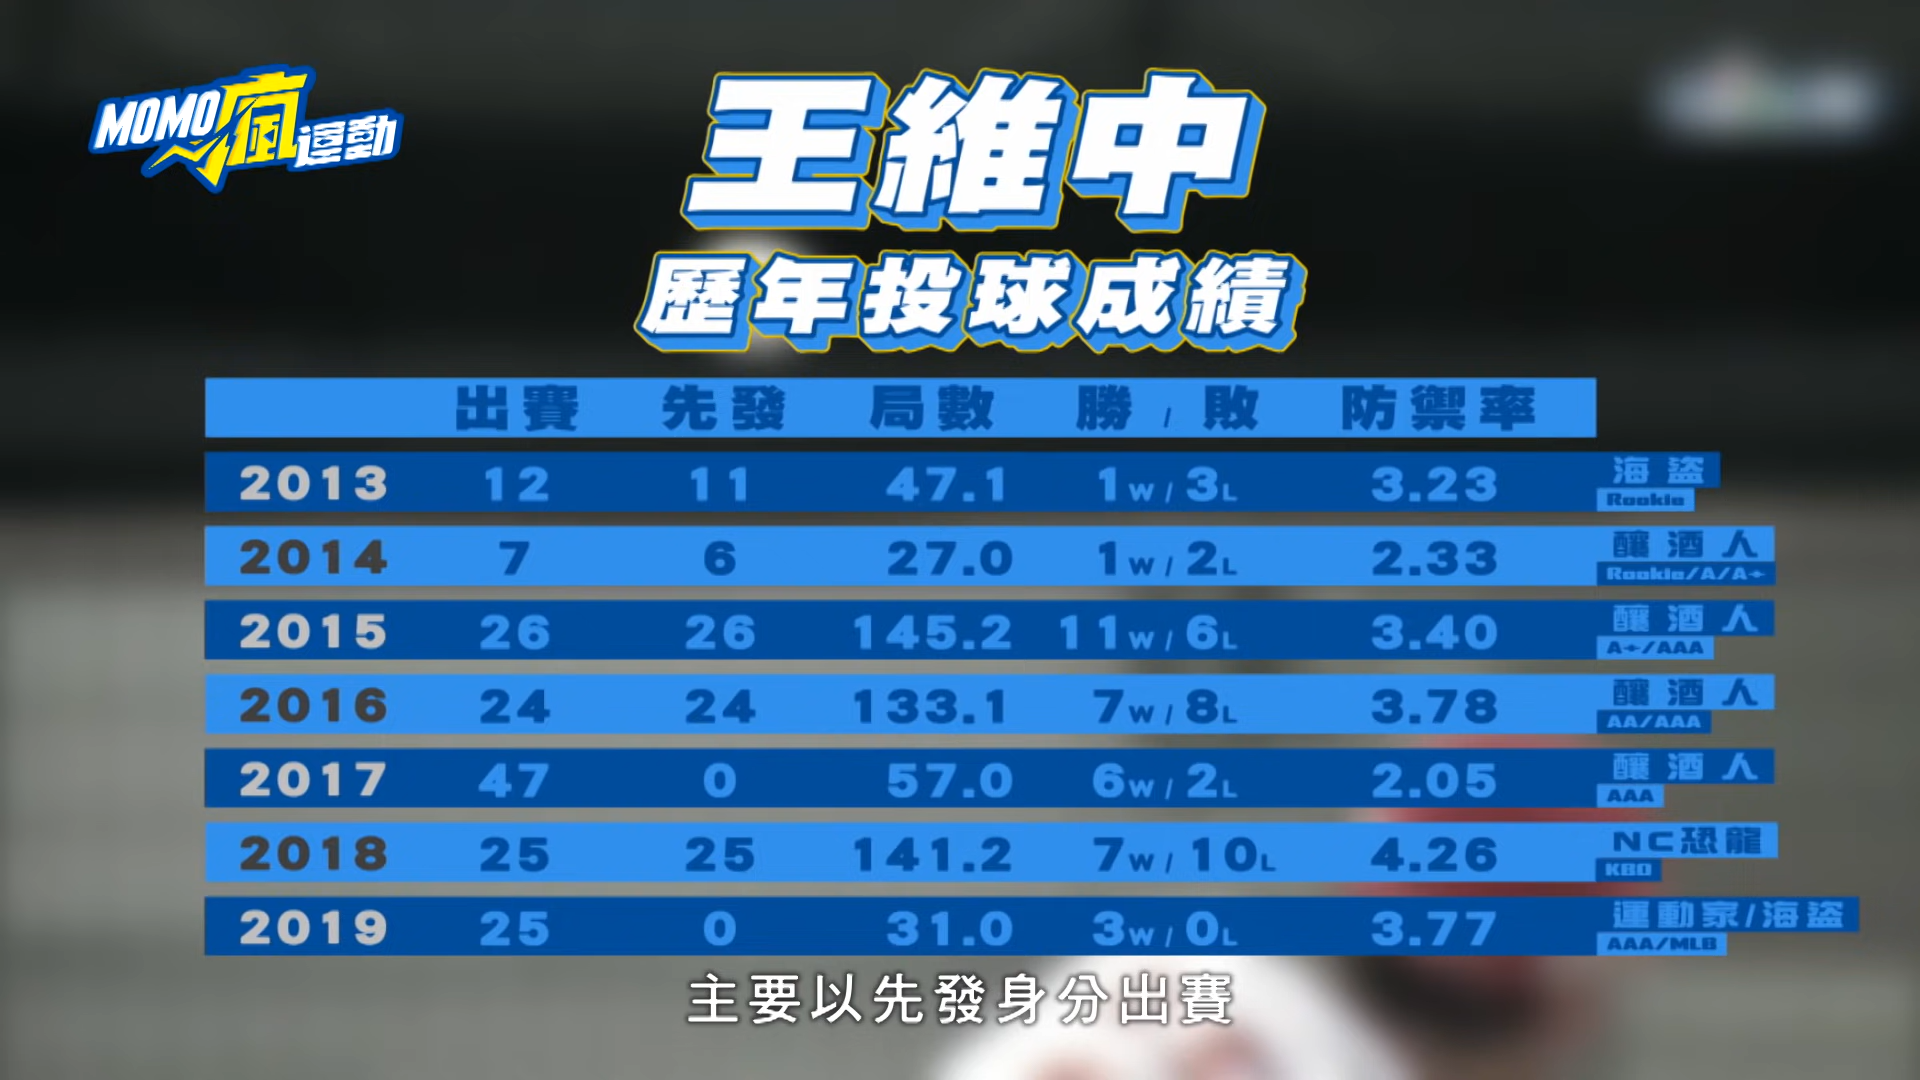 MOMO瘋運動
王維中
歷年投球成績
出賽 先發 局數 勝/敗 防禦率
2013 12 11 47.1 1W/3L 3.23 海盜
Rookie
2014 7 6 27.0 1W/2L 2.33 釀酒人
Rookie/A/A+
2015 26 26 145.2 11W/6L 3.40 釀酒人
A+/AAA
2016 24 24 133.1 7W/8L 3.78 釀酒人
AA/AAA
2017 47 0 57.0 6W/2L 2.05 釀酒人
AAA
2018 25 25 141.2 7W/10L 4.26 NC恐龍
KBO
2019 25 0 31.0 3W/0L 3.77 運動家/海盜
AAA/MLB
主要以先發身分出賽